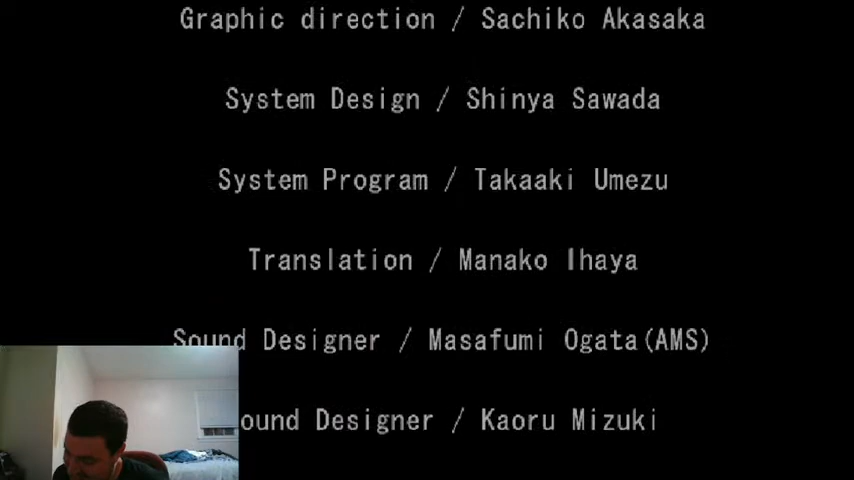 Graphic direction / Sachiko Akasaka
System Design / Shinya Sawada
System Program / Takaaki Umezu
Translation / Manako Ihaya
Sound Designer / Masafumi Ogata(AMS)
ound Designer / Kaoru Mizuki